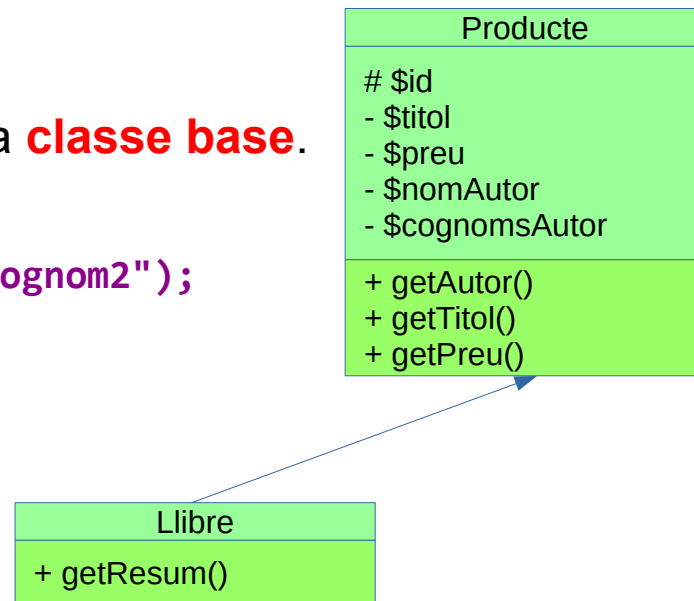 a classe base.
ognom2");
Producte
# $id
- $titol
- $preu
- $nomAutor
- $cognomsAutor
+ getAutor()
+ getTitol()
+ getPreu()
Llibre
+ getResum()